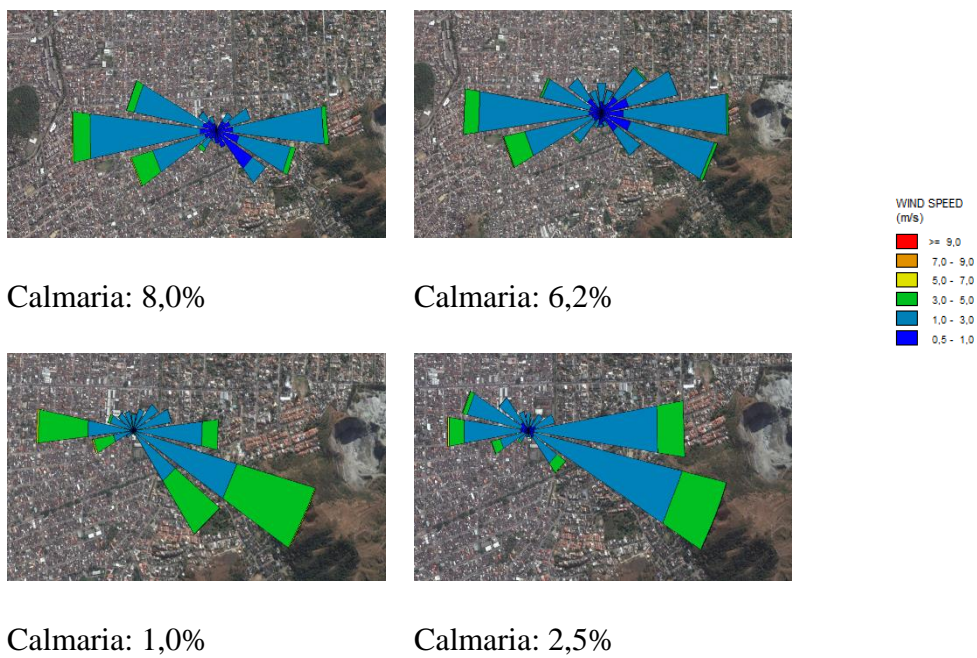 Calmaria: 8,0%
Calmaria: 6,2%
WIND SPEED
(m/s)
>= 9,0
7,0 - 9,0
5,0 - 7,0
3,0 - 5,0
1,0 - 3,0
0,5 - 1,0
Calmaria: 1,0%
Calmaria: 2,5%